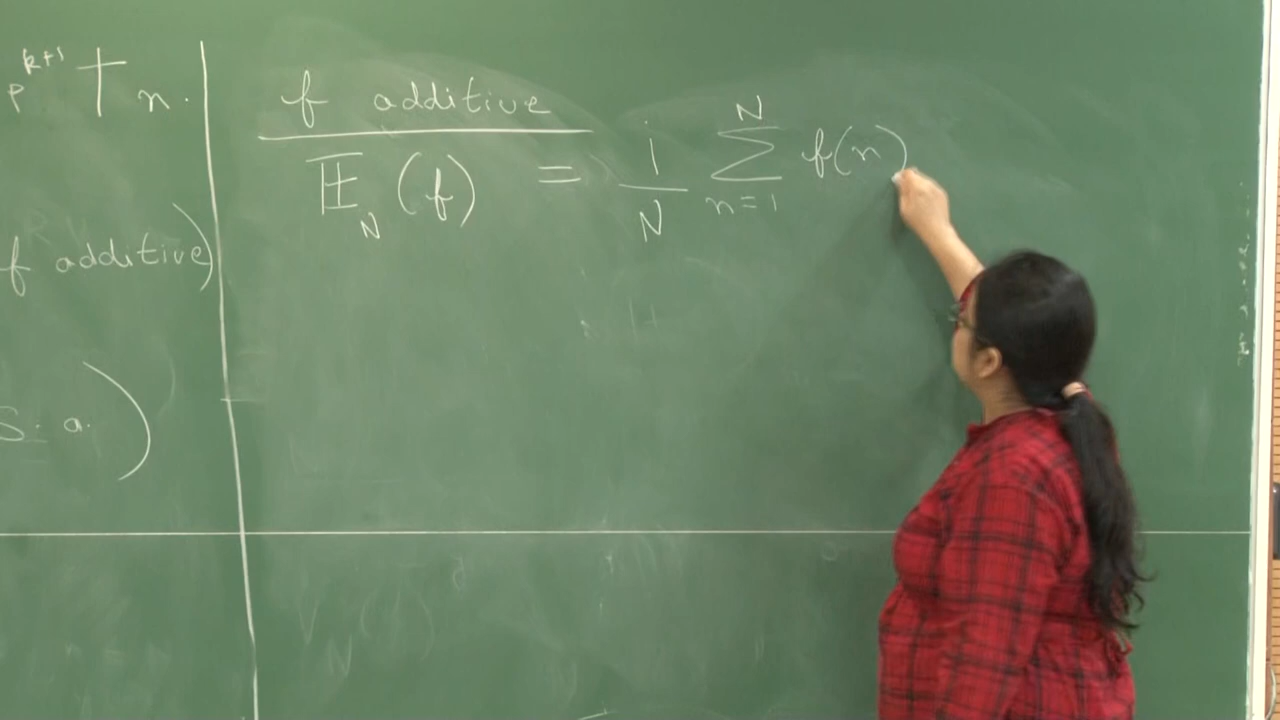 p^{k+1} ∤ n.
f additive)
S. a. )
f additive
𝔼_N (f) = 1/N ∑_{n=1}^{N} f(n)